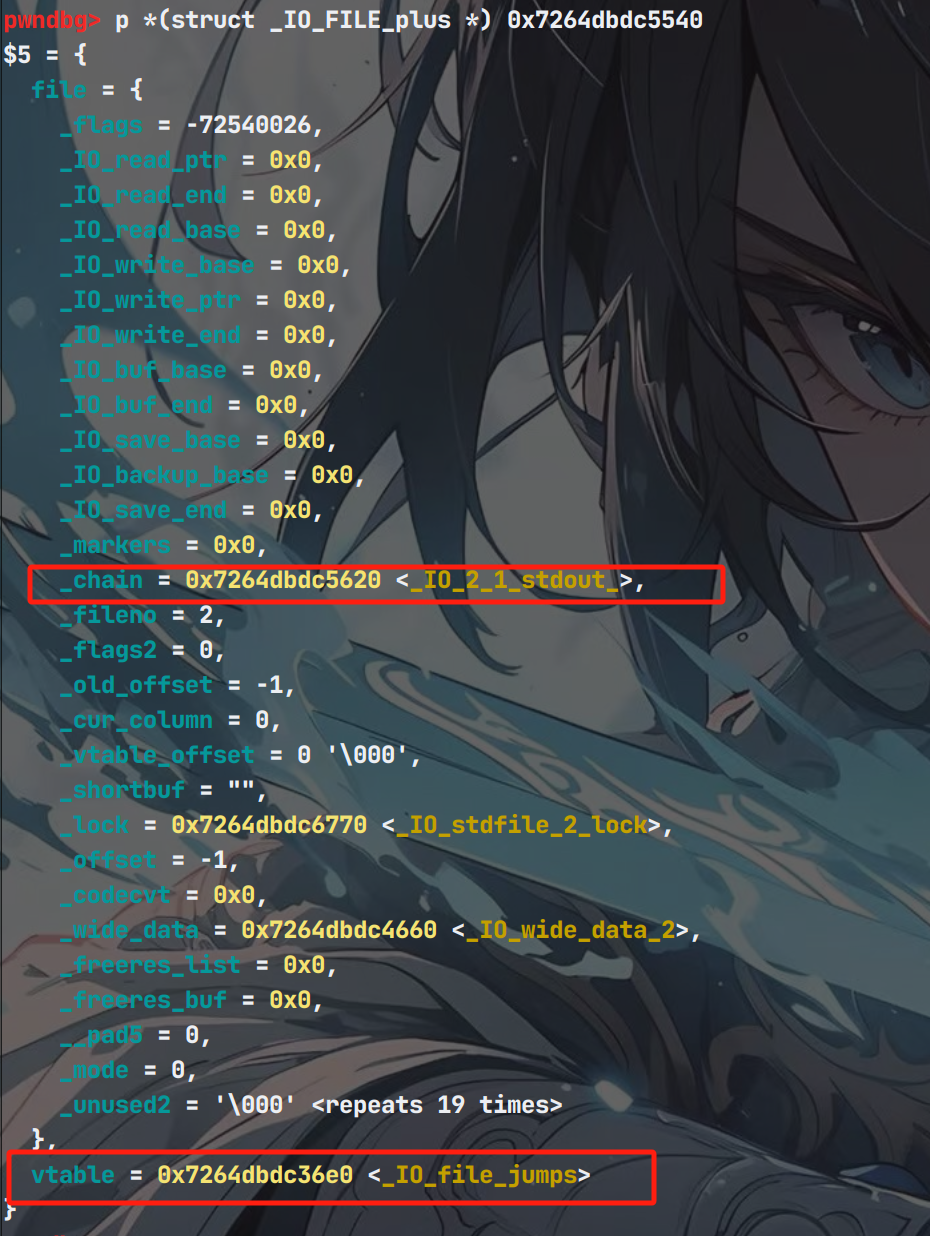 pwndbg> p *(struct _IO_FILE_plus *) 0x7264dbdc5540
$5 = {
  file = {
    _flags = -72540026,
    _IO_read_ptr = 0x0,
    _IO_read_end = 0x0,
    _IO_read_base = 0x0,
    _IO_write_base = 0x0,
    _IO_write_ptr = 0x0,
    _IO_write_end = 0x0,
    _IO_buf_base = 0x0,
    _IO_buf_end = 0x0,
    _IO_save_base = 0x0,
    _IO_backup_base = 0x0,
    _IO_save_end = 0x0,
    _markers = 0x0,
    _chain = 0x7264dbdc5620 <_IO_2_1_stdout_>,
    _fileno = 2,
    _flags2 = 0,
    _old_offset = -1,
    _cur_column = 0,
    _vtable_offset = 0 '\000',
    _shortbuf = "",
    _lock = 0x7264dbdc6770 <_IO_stdfile_2_lock>,
    _offset = -1,
    _codecvt = 0x0,
    _wide_data = 0x7264dbdc4660 <_IO_wide_data_2>,
    _freeres_list = 0x0,
    _freeres_buf = 0x0,
    __pad5 = 0,
    _mode = 0,
    _unused2 = '\000' <repeats 19 times>
  },
  vtable = 0x7264dbdc36e0 <_IO_file_jumps>
}